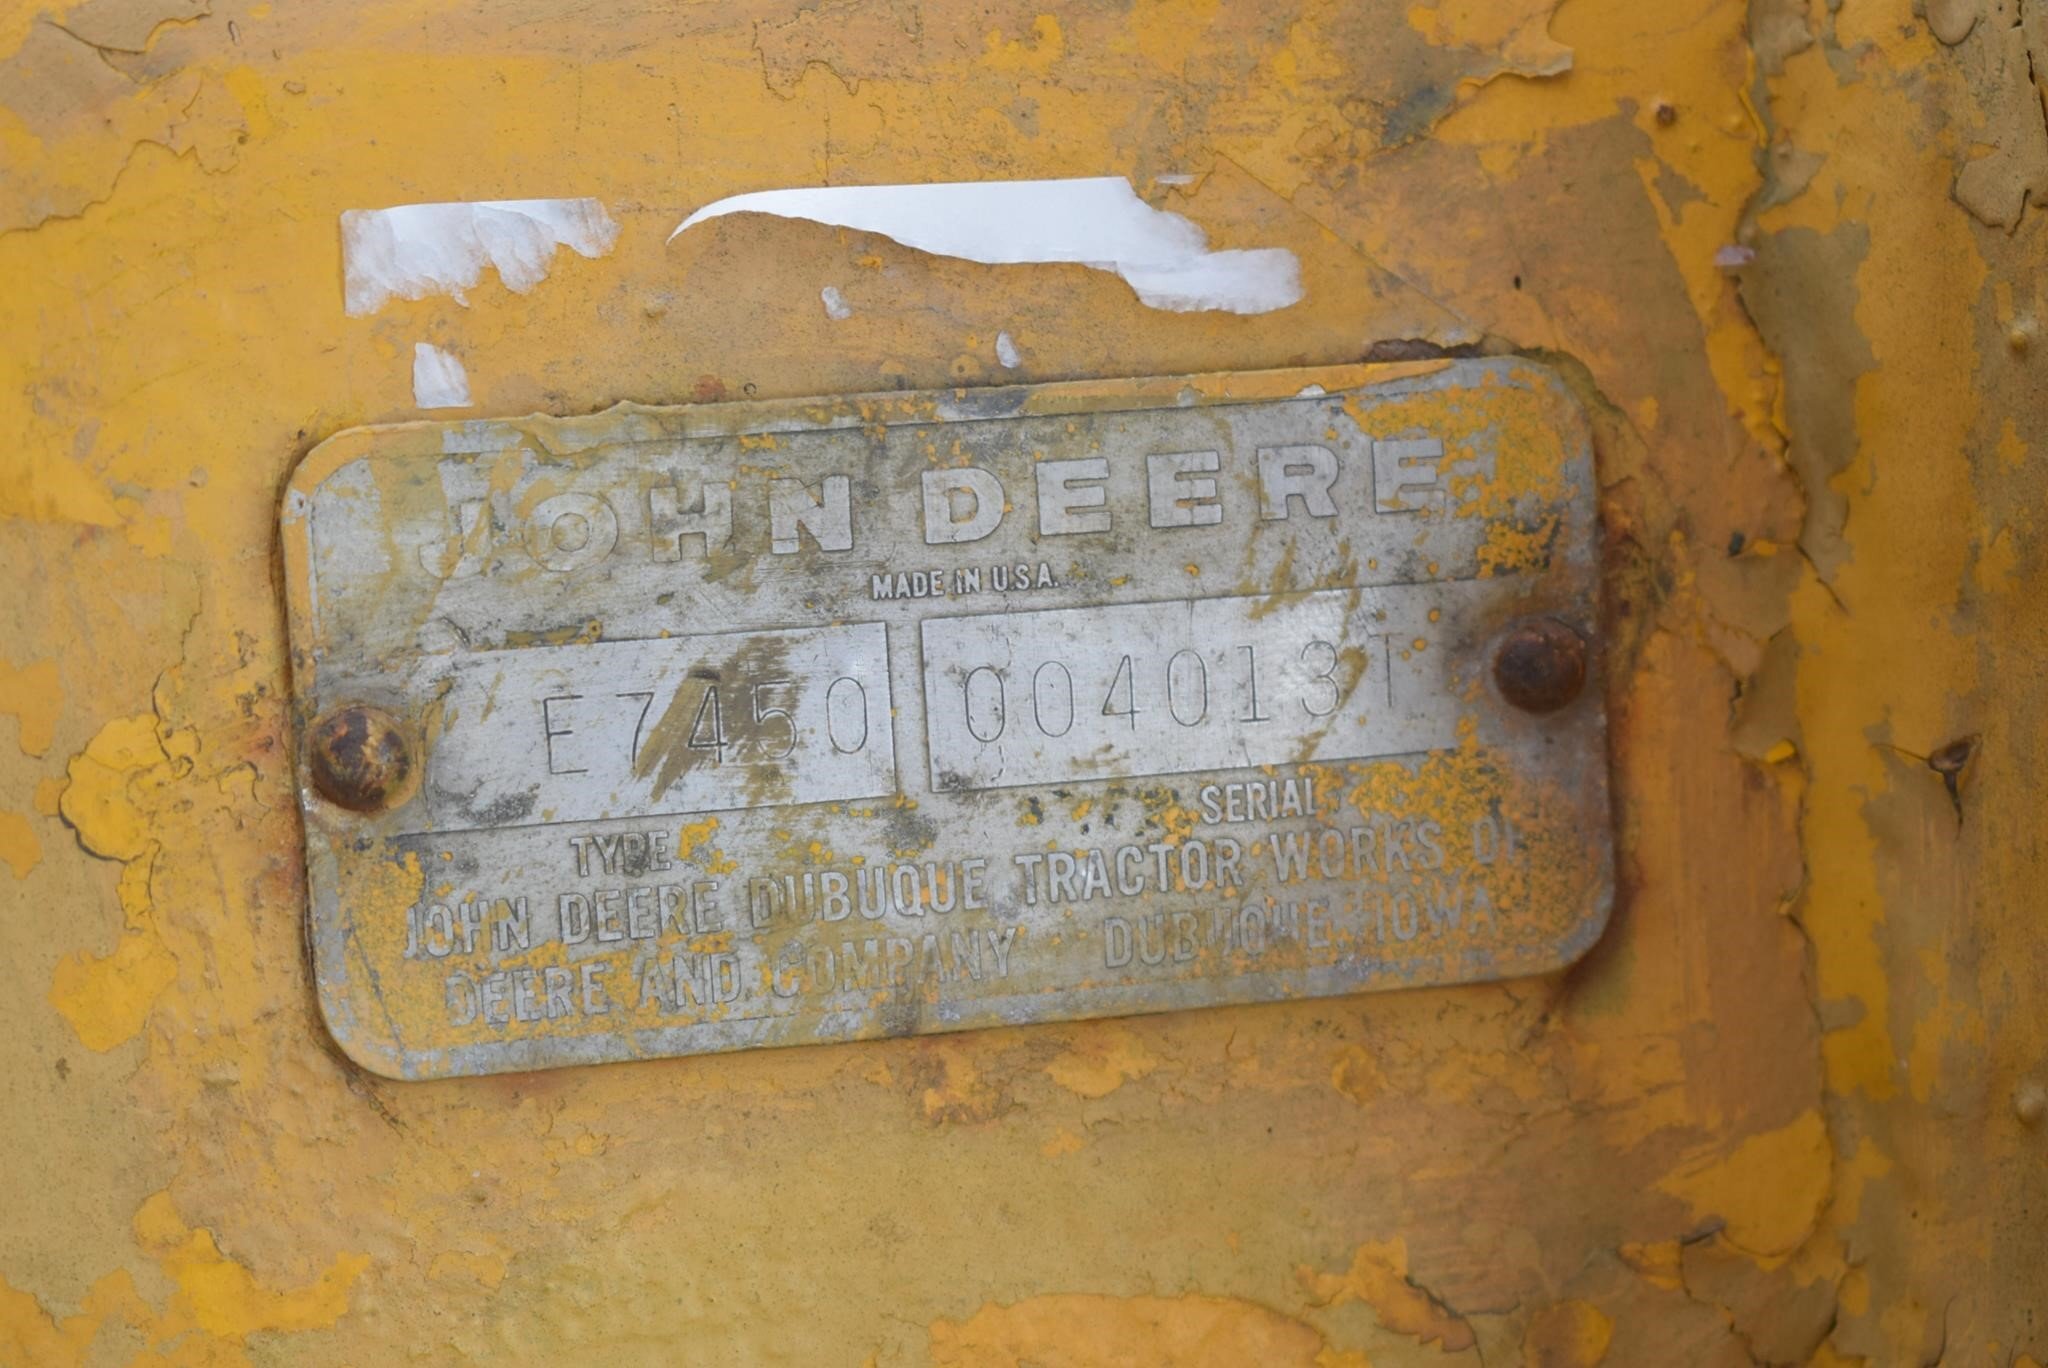 JOHN DEERE
MADE IN U.S.A.
E7450 004013T
TYPE SERIAL
JOHN DEERE DUBUQUE TRACTOR WORKS OF
DEERE AND COMPANY DUBUQUE, IOWA